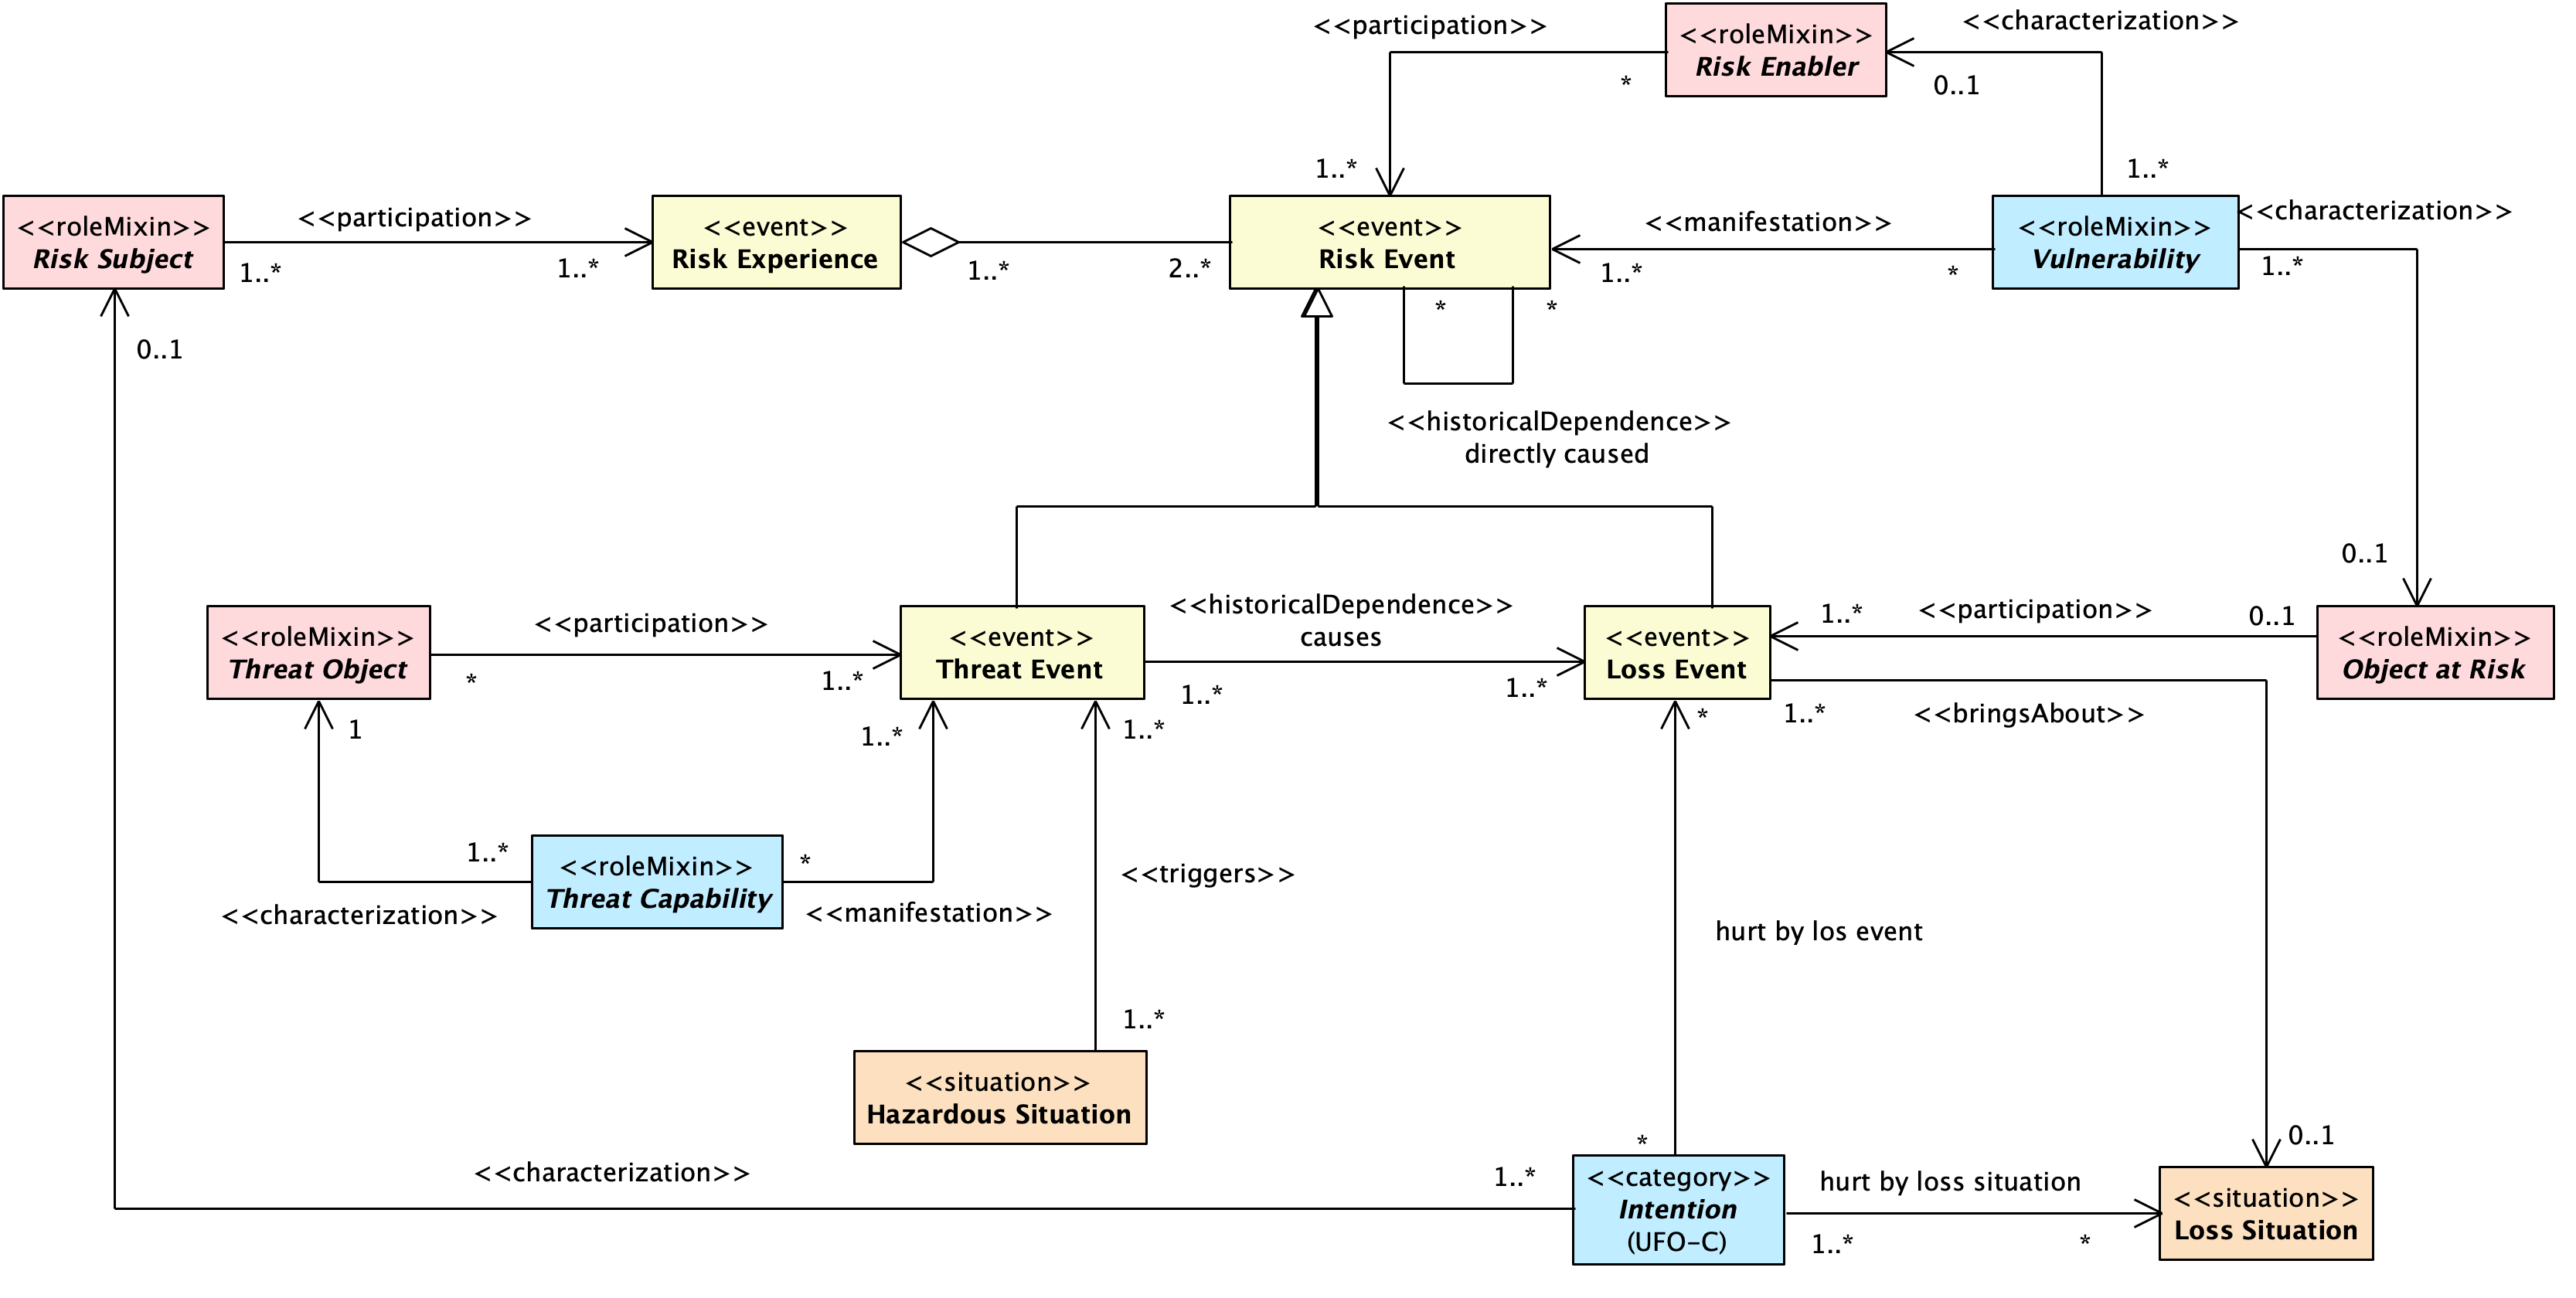 <<participation>>
<<roleMixin>>
Risk Enabler
<<characterization>>
*
0..1
1..*
1..*
<<roleMixin>>
Risk Subject
<<participation>>
1..*
1..*
<<event>>
Risk Experience
1..*
2..*
<<event>>
Risk Event
<<manifestation>>
1..*
*
<<roleMixin>>
Vulnerability
<<characterization>>
1..*
0..1
*
*
<<historicalDependence>>
directly caused
0..1
<<roleMixin>>
Threat Object
<<participation>>
*
1..*
<<event>>
Threat Event
<<historicalDependence>>
causes
1..*
1..*
<<event>>
Loss Event
1..*
<<participation>>
0..1
<<roleMixin>>
Object at Risk
1
1..*
1..*
*
1..*
<<bringsAbout>>
1..*
<<roleMixin>>
Threat Capability
*
<<characterization>>
<<manifestation>>
<<triggers>>
hurt by los event
1..*
<<situation>>
Hazardous Situation
*
0..1
<<characterization>>
1..*
<<category>>
Intention
(UFO-C)
hurt by loss situation
1..*
*
<<situation>>
Loss Situation